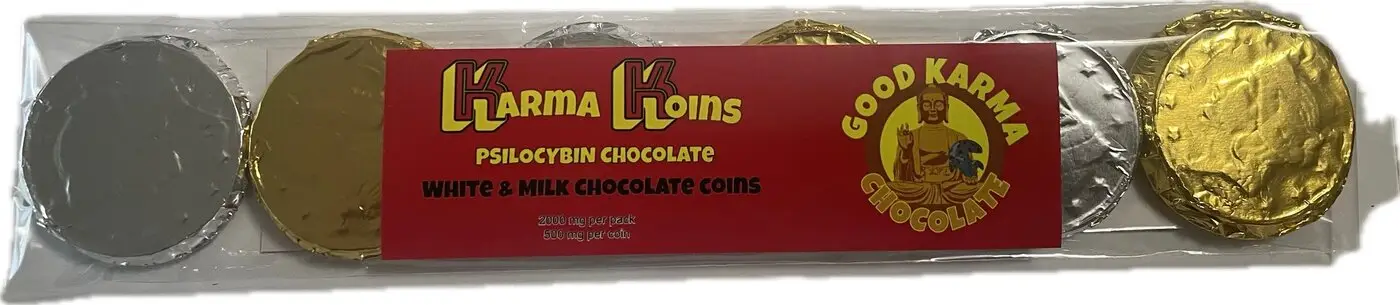 KARMA KOINS
PSILOCYBIN CHOCOLATE
WHITE & MILK CHOCOLATE COINS
2000 mg per pack
500 mg per coin
GOOD KARMA
CHOCOLATE